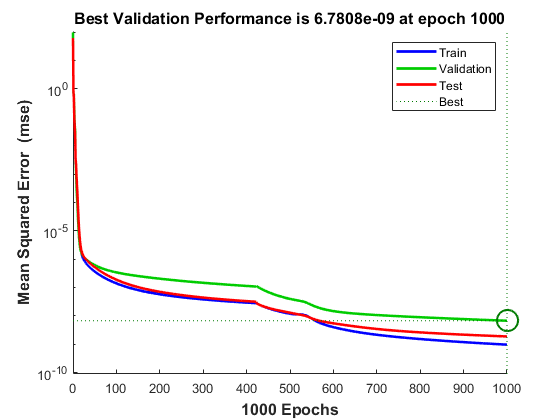 Best Validation Performance is 6.7808e-09 at epoch 1000
Train
Validation
Test
Best
10^0
10^-5
10^-10
Mean Squared Error (mse)
0 100 200 300 400 500 600 700 800 900 1000
1000 Epochs